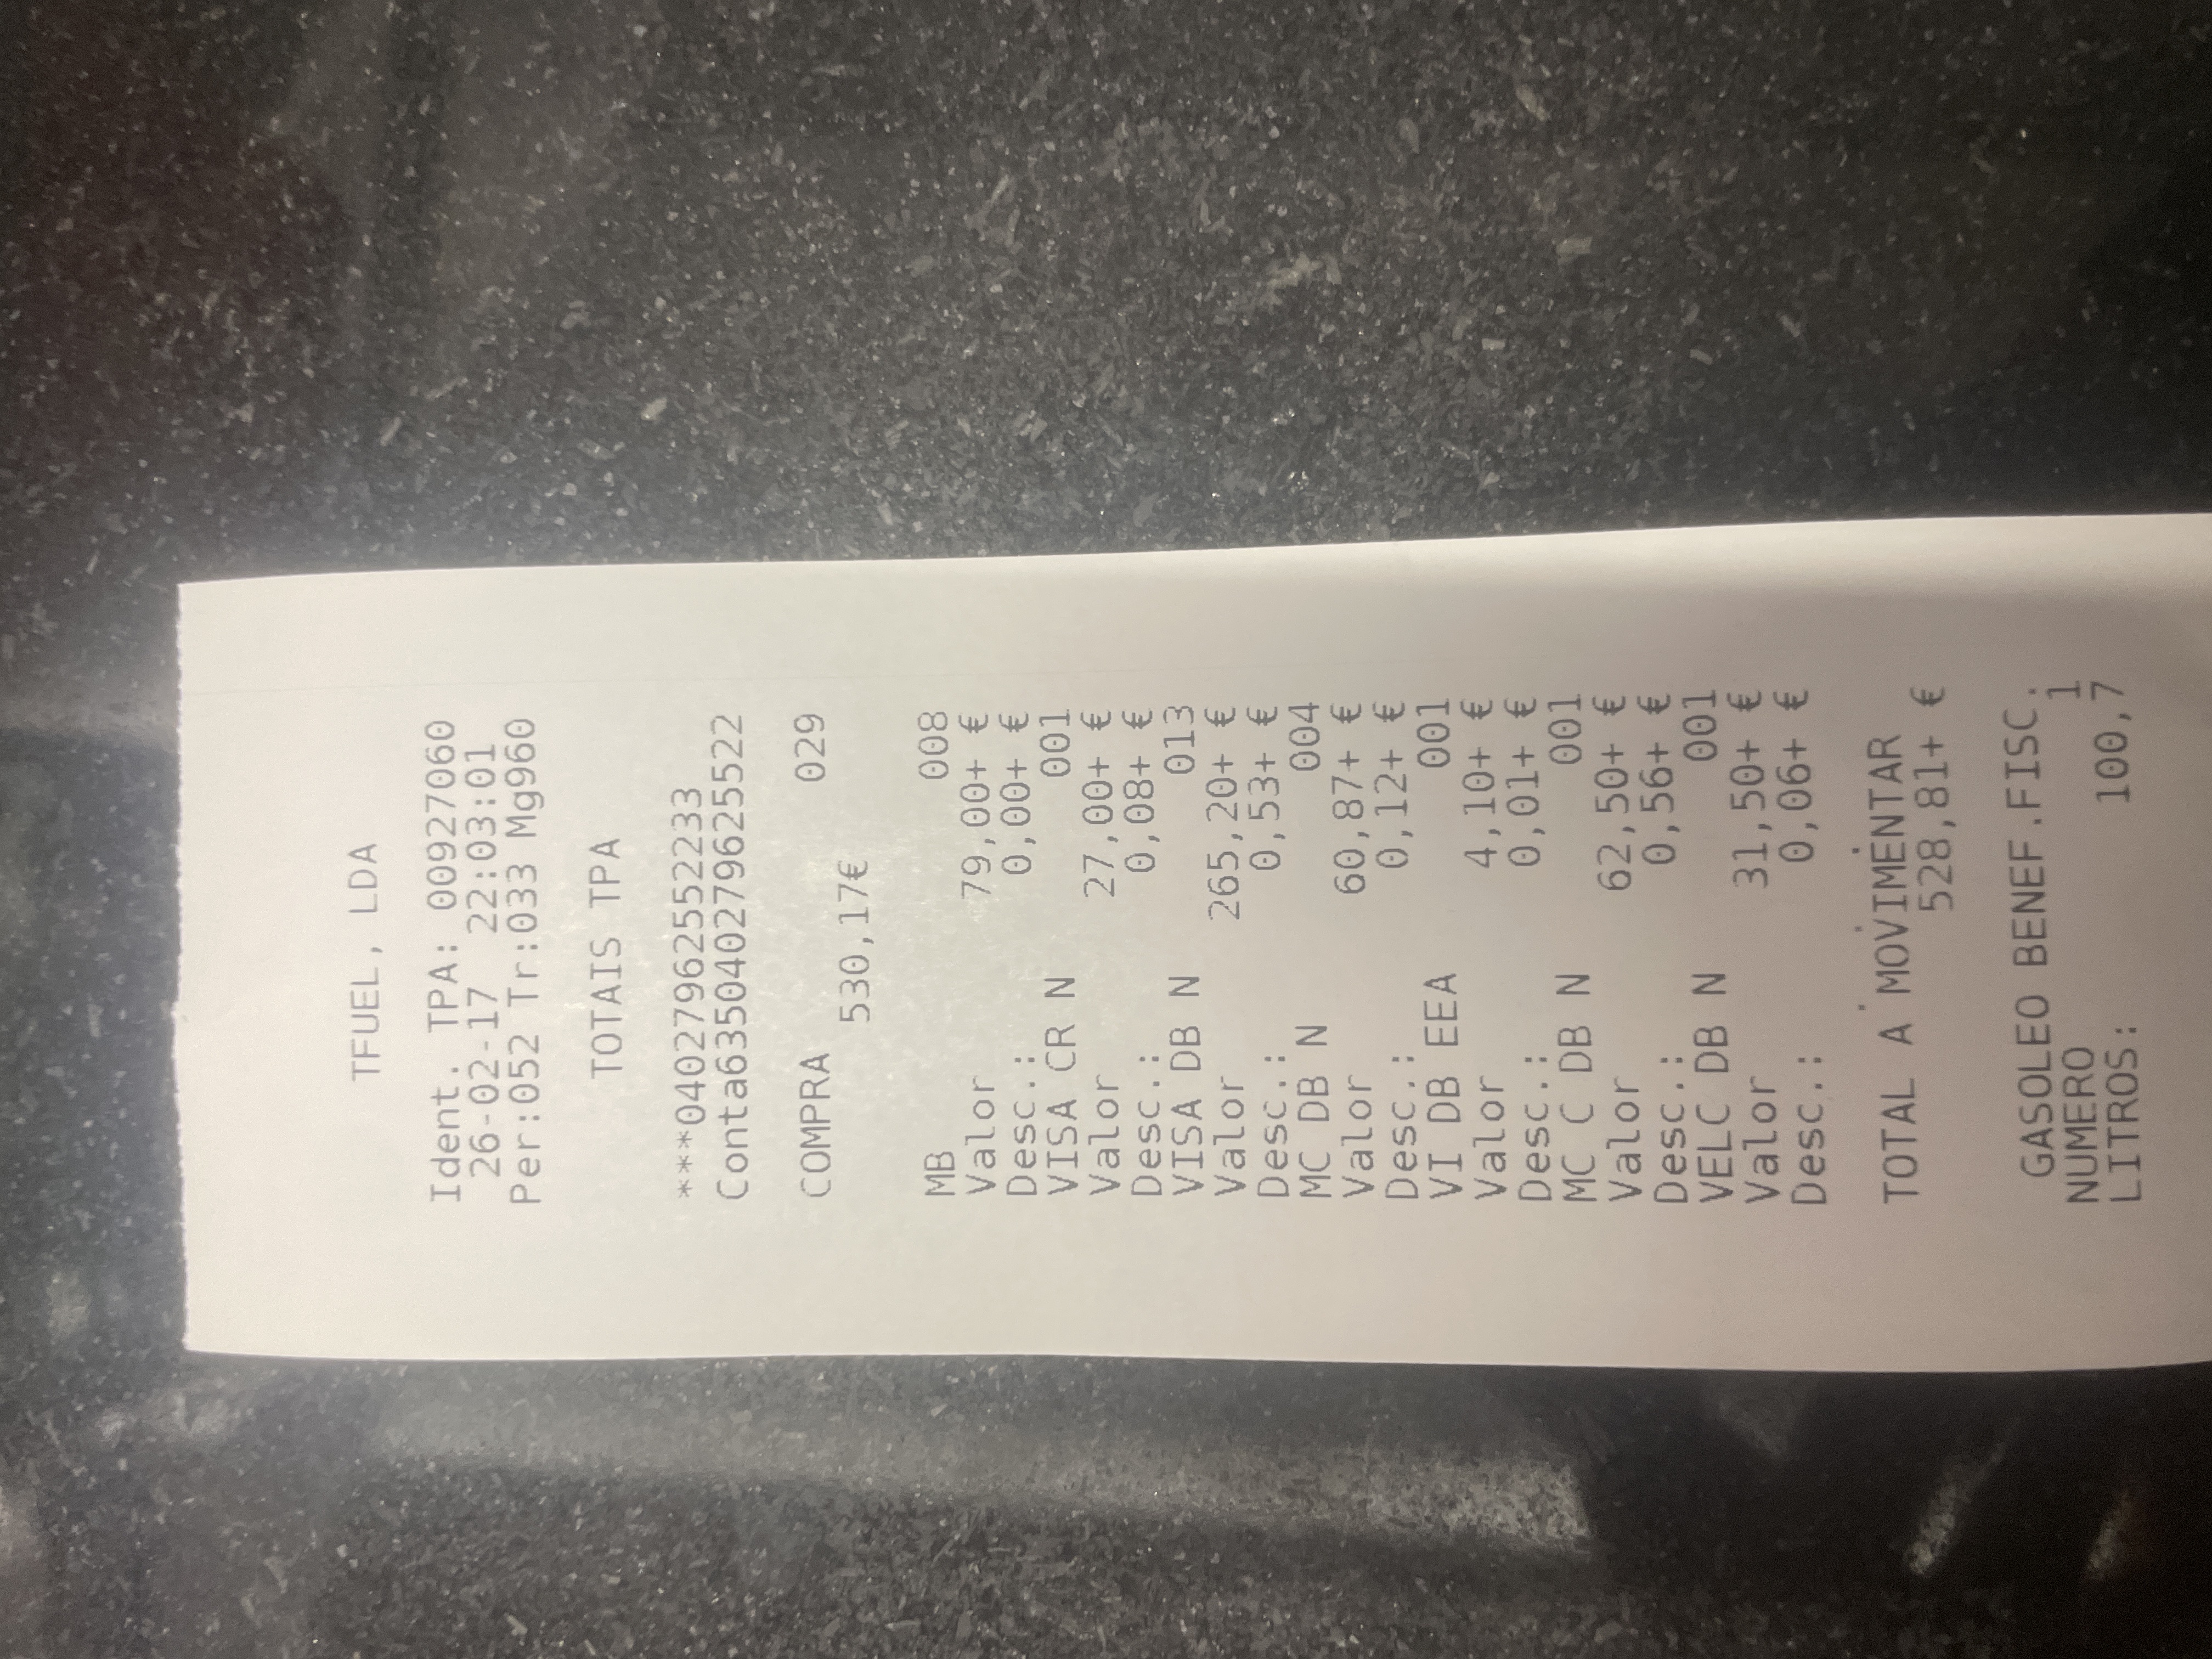 TFUEL, LDA
Ident. TPA: 000927060
26-02-17 22:03:01
Per:052 Tr:033 Mg960
TOTAIS TPA
***04027962552233
Conta6350402796255​22
COMPRA 029
530,17€
MB 008
Valor 79,00+ €
Desc.: 0,00+ €
VISA CR N 001
Valor 27,00+ €
Desc.: 0,08+ €
VISA DB N 013
Valor 265,20+ €
Desc.: 0,53+ €
MC DB N 004
Valor 60,87+ €
Desc.: 0,12+ €
VI DB EEA 001
Valor 4,10+ €
Desc.: 0,01+ €
MC C DB N 001
Valor 62,50+ €
Desc.: 0,56+ €
VELC DB N 001
Valor 31,50+ €
Desc.: 0,06+ €
TOTAL A MOVIMENTAR
528,81+ €
GASOLEO BENEF.FISC.
NUMERO 1
LITROS: 100,7